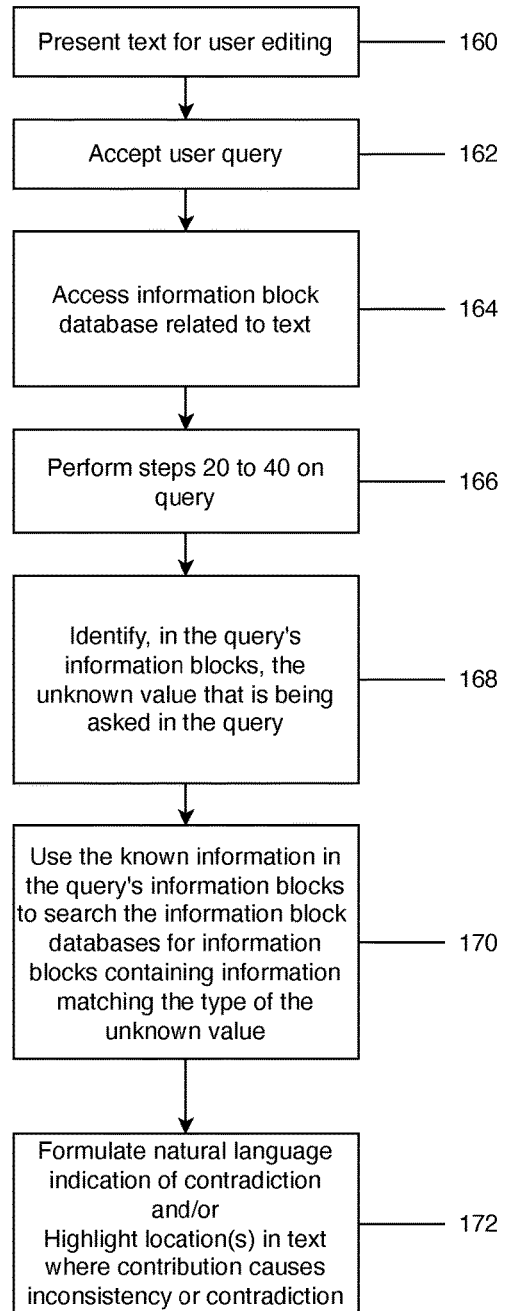 Present text for user editing
160
Accept user query
162
Access information block
database related to text
164
Perform steps 20 to 40 on
query
166
Identify, in the query's
information blocks, the
unknown value that is being
asked in the query
168
Use the known information in
the query's information blocks
to search the information block
databases for information
blocks containing information
matching the type of the
unknown value
170
Formulate natural language
indication of contradiction
and/or
Highlight location(s) in text
where contribution causes
inconsistency or contradiction
172